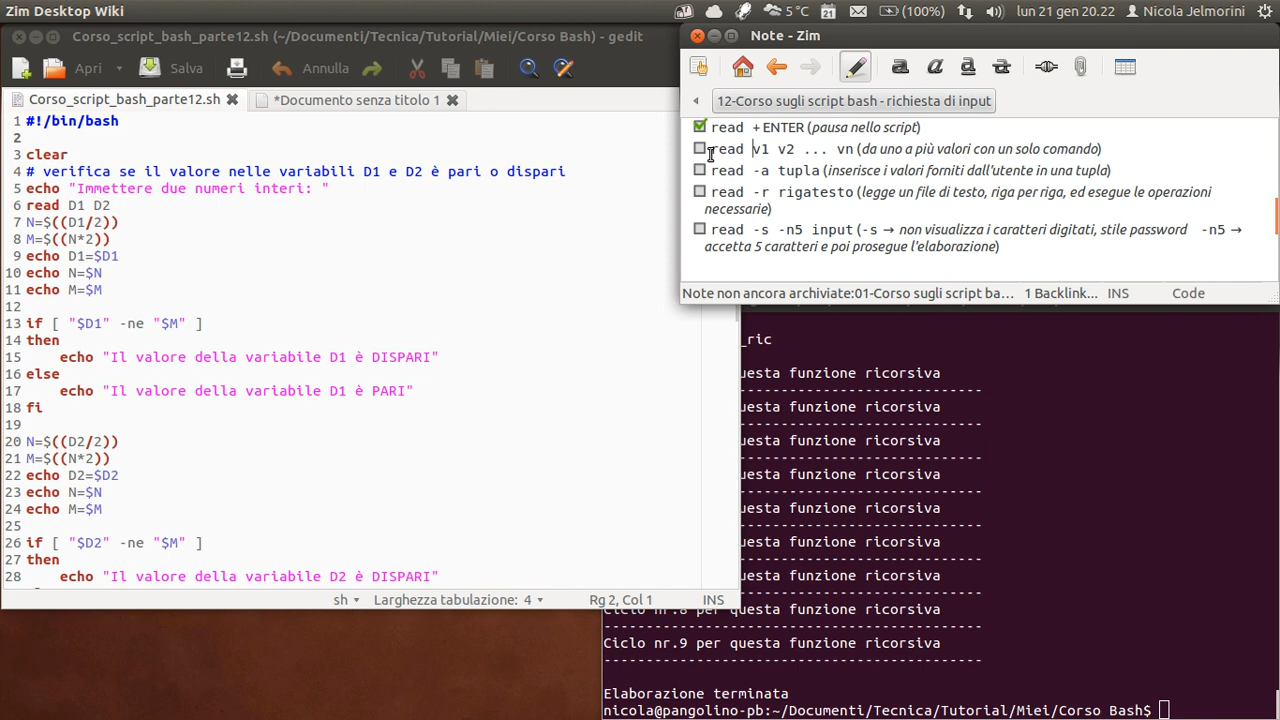 Zim Desktop Wiki
5 °C
21
(100%)
lun 21 gen 20.22
Nicola Jelmorini
Corso_script_bash_parte12.sh (~/Documenti/Tecnica/Tutorial/Miei/Corso Bash) - gedit
Apri
Salva
Annulla
Corso_script_bash_parte12.sh
*Documento senza titolo 1
1 #!/bin/bash
2
3 clear
4 # verifica se il valore nelle variabili D1 e D2 è pari o dispari
5 echo "Immettere due numeri interi: "
6 read D1 D2
7 N=$((D1/2))
8 M=$((N*2))
9 echo D1=$D1
10 echo N=$N
11 echo M=$M
12
13 if [ "$D1" -ne "$M" ]
14 then
15 echo "Il valore della variabile D1 è DISPARI"
16 else
17 echo "Il valore della variabile D1 è PARI"
18 fi
19
20 N=$((D2/2))
21 M=$((N*2))
22 echo D2=$D2
23 echo N=$N
24 echo M=$M
25
26 if [ "$D2" -ne "$M" ]
27 then
28 echo "Il valore della variabile D2 è DISPARI"
sh
Larghezza tabulazione: 4
Rg 2, Col 1
INS
Note - Zim
12-Corso sugli script bash - richiesta di input
read + ENTER (pausa nello script)
read v1 v2 ... vn (da uno a più valori con un solo comando)
read -a tupla (inserisce i valori forniti dall'utente in una tupla)
read -r rigatesto (legge un file di testo, riga per riga, ed esegue le operazioni
necessarie)
read -s -n5 input (-s → non visualizza i caratteri digitati, stile password -n5 →
accetta 5 caratteri e poi prosegue l'elaborazione)
Note non ancora archiviate:01-Corso sugli script ba...
1 Backlink...
INS
Code
_ric
uesta funzione ricorsiva
------------------------------
uesta funzione ricorsiva
------------------------------
uesta funzione ricorsiva
------------------------------
uesta funzione ricorsiva
------------------------------
uesta funzione ricorsiva
------------------------------
uesta funzione ricorsiva
------------------------------
uesta funzione ricorsiva
------------------------------
Ciclo nr.8 per questa funzione ricorsiva
---------------------------------------------
Ciclo nr.9 per questa funzione ricorsiva
---------------------------------------------
Elaborazione terminata
nicola@pangolino-pb:~/Documenti/Tecnica/Tutorial/Miei/Corso Bash$